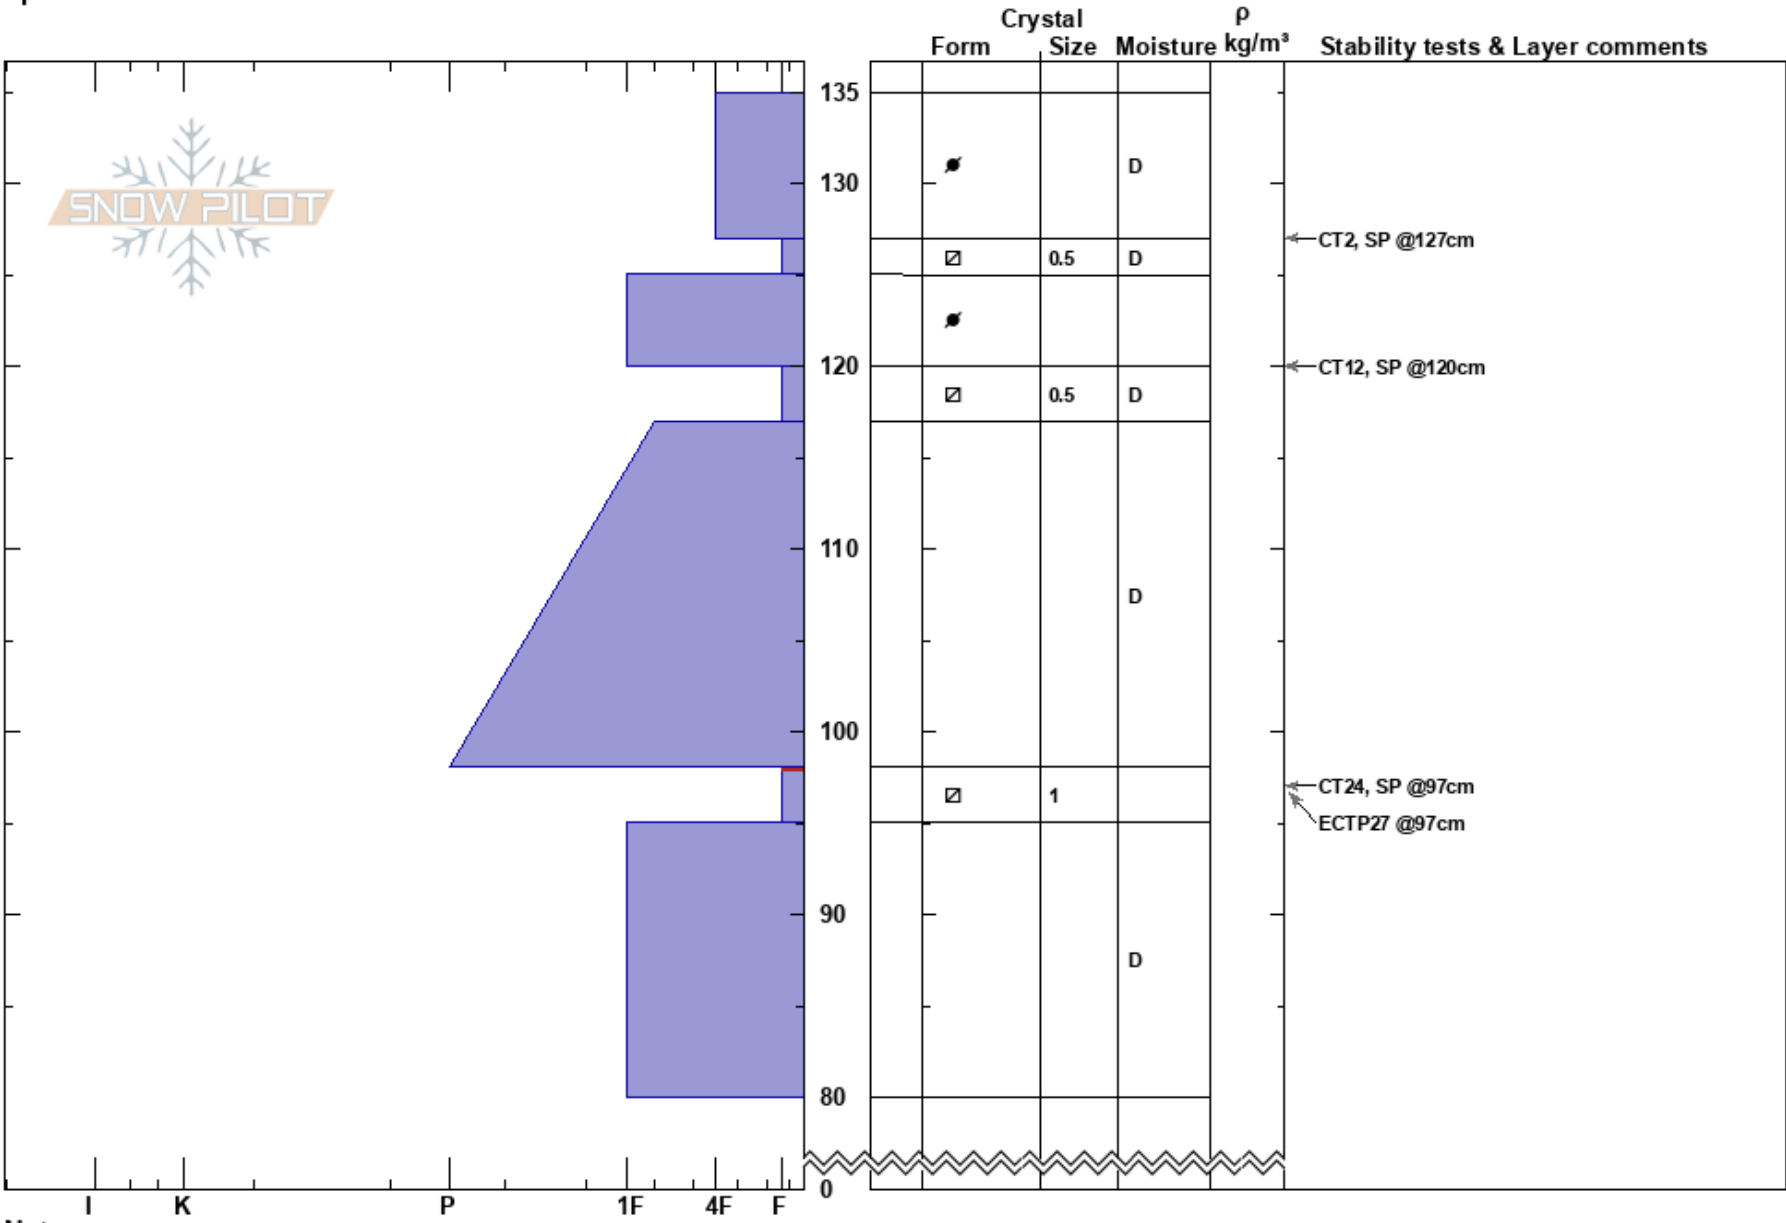 Crystal
ρ
Form Size Moisture kg/m³ Stability tests & Layer comments
SNOW PILOT
135
D
130
CT2, SP @127cm
0.5 D
120
CT12, SP @120cm
0.5 D
110
D
100
CT24, SP @97cm
1
ECTP27 @97cm
90
D
80
0
I K P 1F 4F F